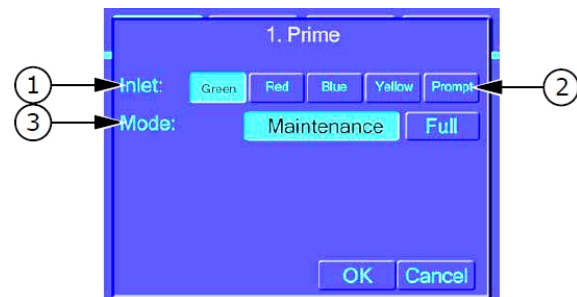 1. Prime
1 Inlet: Green Red Blue Yellow Prompt 2
3 Mode: Maintenance Full
OK Cancel